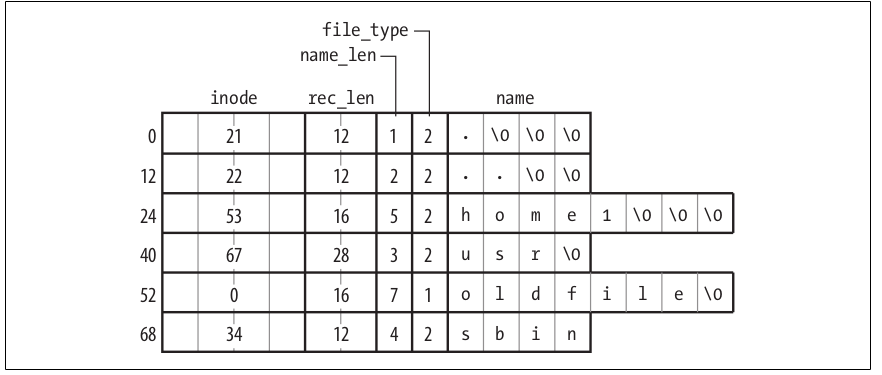 file_type
name_len
inode rec_len name
0 21 12 1 2 . \0 \0 \0
12 22 12 2 2 . . \0 \0
24 53 16 5 2 h o m e 1 \0 \0 \0
40 67 28 3 2 u s r \0
52 0 16 7 1 o l d f i l e \0
68 34 12 4 2 s b i n